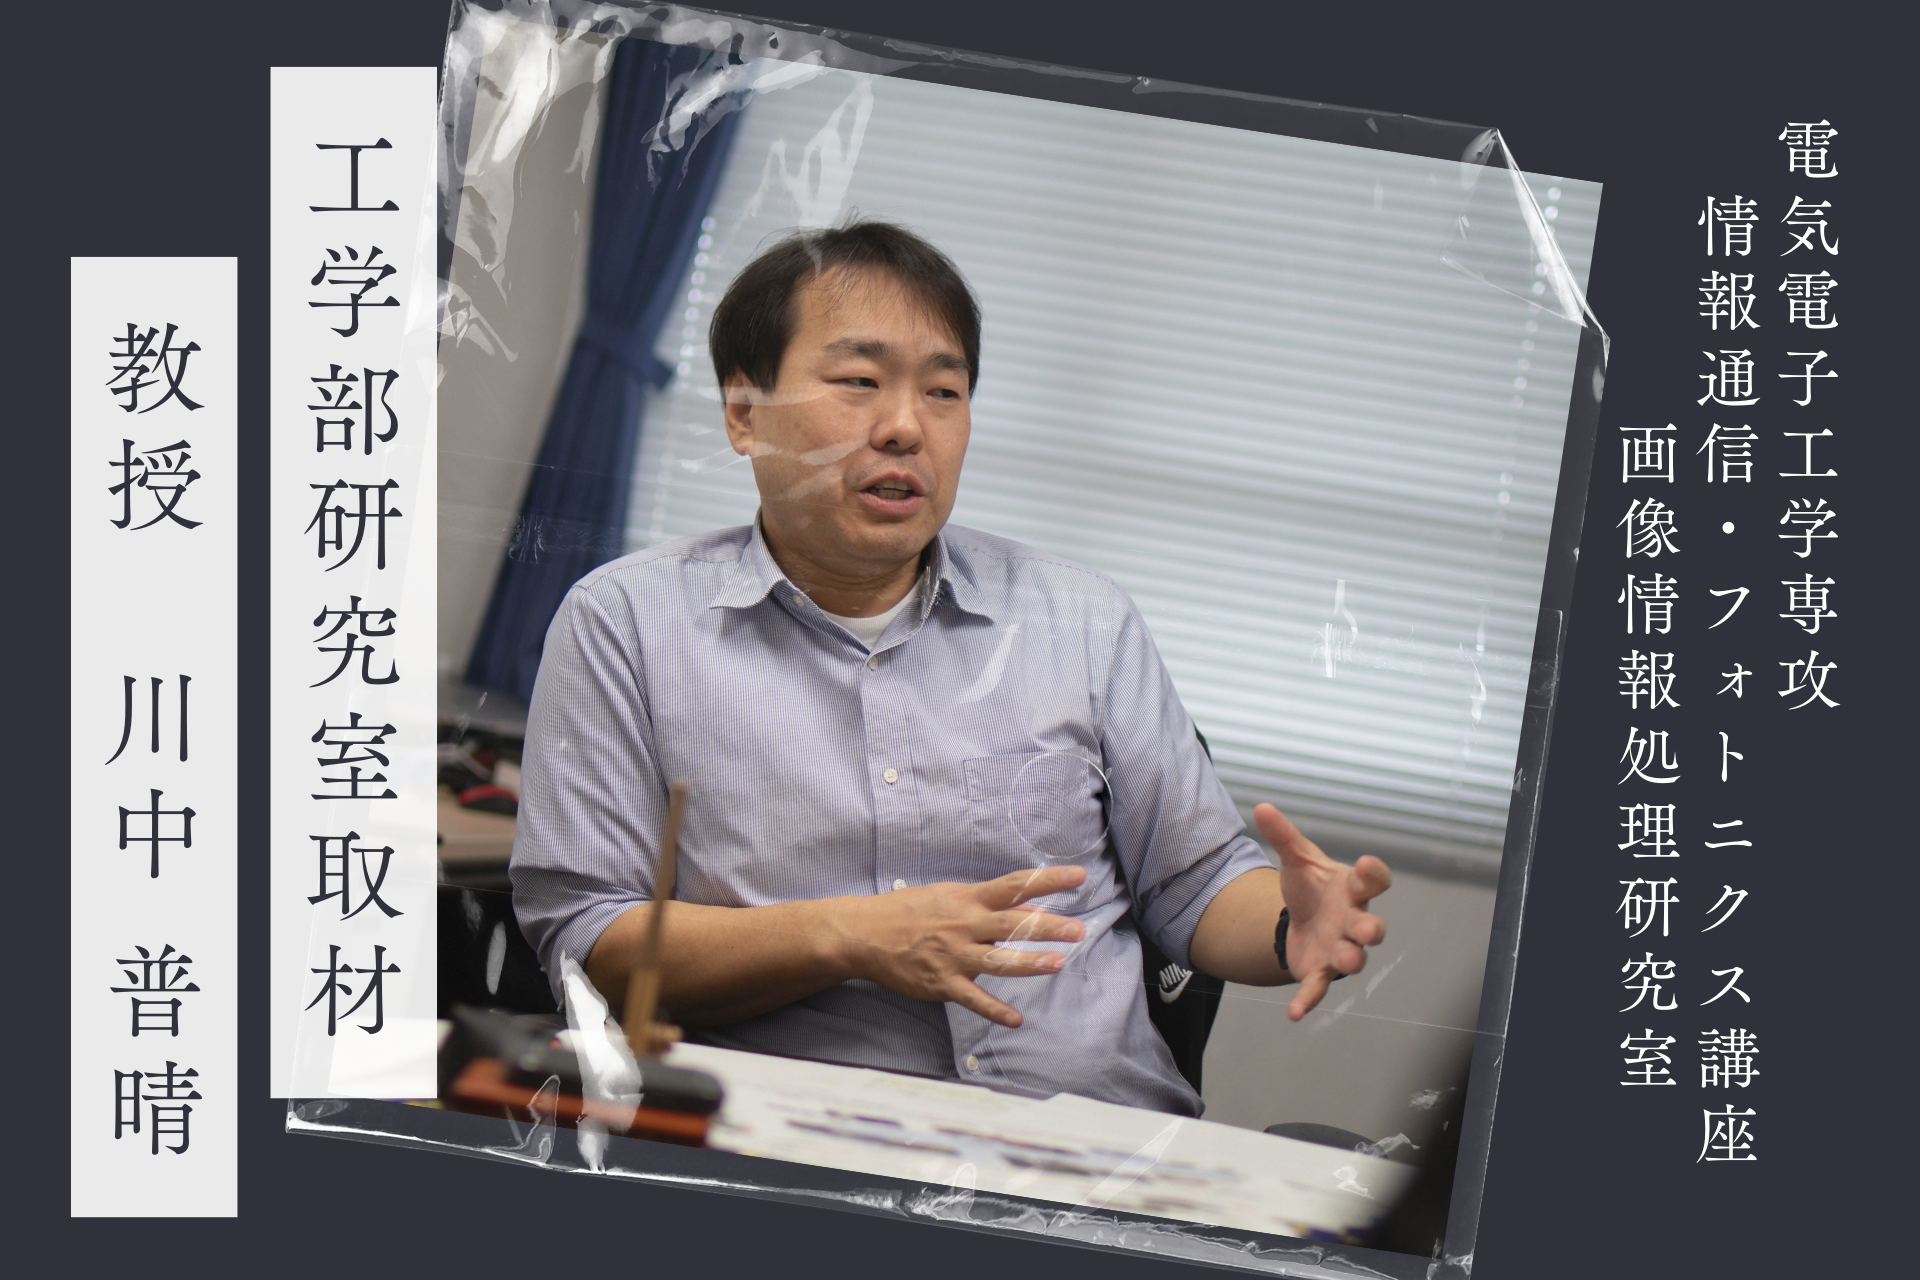 電気電子工学専攻
情報通信・フォトニクス講座
画像情報処理研究室
工学部研究室取材
教授 川中 普晴
NIKE